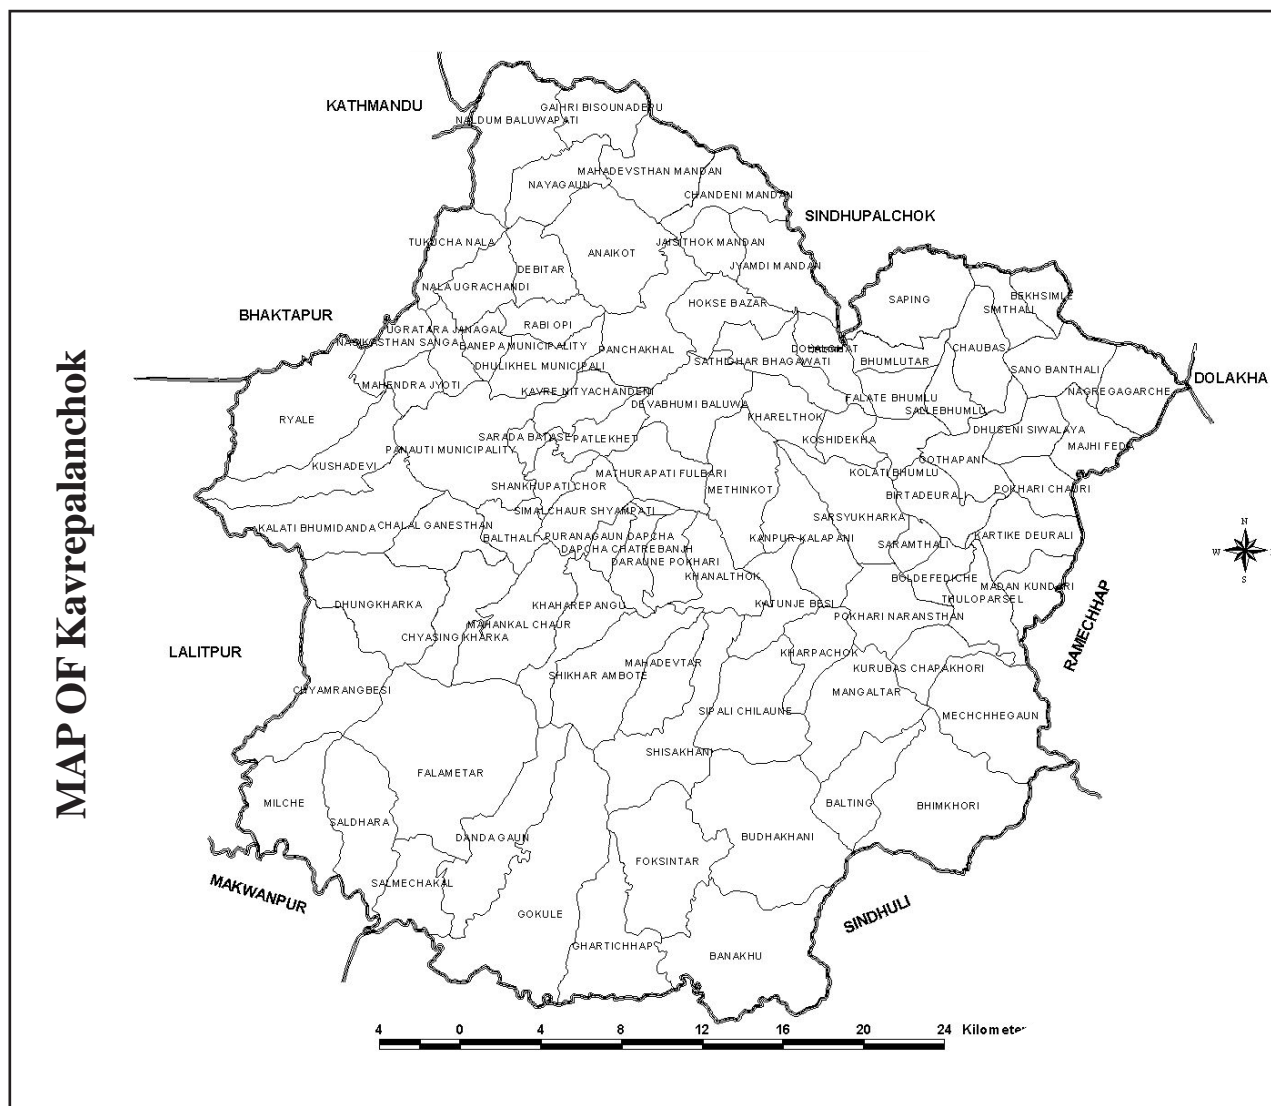 MAP OF Kavrepalanchok
KATHMANDU
GAIHRI BISOUNADEPU
NALDUM BALUWAPATI
MAHADEVSTHAN MANDAN
NAYAGAUN
CHANDENI MANDAN
SINDHUPALCHOK
TUKUCHA NALA
JAISITHOK MANDAN
ANAIKOT
DEBITAR
JYAMDI MANDAN
NALA UGRACHANDI
HOKSE BAZAR
SAPING
BEKHSIMLE
SIMTHALI
BHAKTAPUR
UGRATARA JANAGAL
RABI OPI
NASIKASTHAN SANGA
BANEPA MUNICIPALITY
PANCHAKHAL
DOLALGHAT
CHAUBAS
DHULIKHEL MUNICIPALI
SATHIGHAR BHAGAWATI
BHUMLUTAR
SANO BANTHALI
DOLAKHA
MAHENDRA JYOTI
KAVRE NITYACHANDENI
NAGREGAGARCHE
DEVABHUMI BALUWA
FALATE BHUMLU
SALLEBHUMLU
RYALE
KHARELTHOK
DHUSENI SIWALAYA
SARADA BATASE
PATLEKHET
KOSHIDEKHA
MAJHI FEDA
PANAUTI MUNICIPALITY
GOTHAPANI
KUSHADEVI
MATHURAPATI FULBARI
KOLATI BHUMLU
SHANKHUPATI CHOR
METHINKOT
BIRTADEURALI
POKHARI CHAURI
SIMALCHAUR SHYAMPATI
SARSYUKHARKA
KALATI BHUMIDANDA
CHALAL GANESTHAN
BALTHALI
PURANAGAUN DAPCHA
KANPUR KALAPANI
SARAMTHALI
KARTIKE DEURALI
DAPCHA CHATREBANJH
DARAUNE POKHARI
KHANALTHOK
BOLDEFEDICHE
MADAN KUNDARI
THULOPARSEL
DHUNGKHARKA
KHAHAREPANGU
KATUNJE BESI
POKHARI NARANSTHAN
RAMECHHAP
MAHANKAL CHAUR
CHYASING KHARKA
LALITPUR
KHARPACHOK
MAHADEVTAR
KURUBAS CHAPAKHORI
SHIKHAR AMBOTE
CHYAMRANGBESI
MANGALTAR
SIPALI CHILAUNE
MECHCHHEGAUN
SHISAKHANI
FALAMETAR
MILCHE
BALTING
BHIMKHORI
SALDHARA
DANDAGAUN
BUDHAKHANI
FOKSINTAR
SALMECHAKAL
MAKWANPUR
GOKULE
SINDHULI
GHARTICHHAP
BANAKHU
N
W
S
4 0 4 8 12 16 20 24 Kilometer